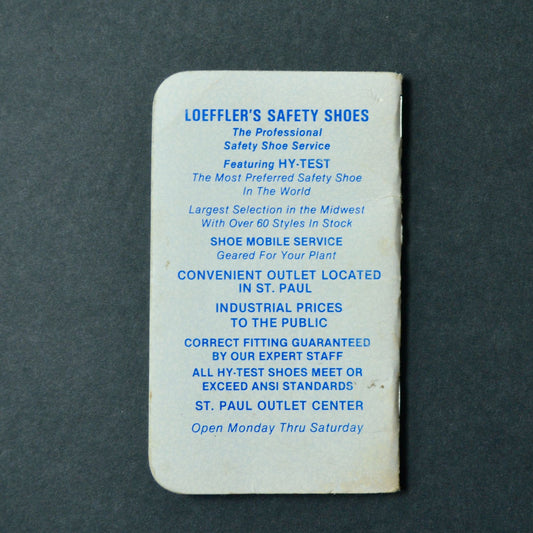 LOEFFLER'S SAFETY SHOES
The Professional
Safety Shoe Service
Featuring HY-TEST
The Most Preferred Safety Shoe
In The World
Largest Selection in the Midwest
With Over 60 Styles In Stock
SHOE MOBILE SERVICE
Geared For Your Plant
CONVENIENT OUTLET LOCATED
IN ST. PAUL
INDUSTRIAL PRICES
TO THE PUBLIC
CORRECT FITTING GUARANTEED
BY OUR EXPERT STAFF
ALL HY-TEST SHOES MEET OR
EXCEED ANSI STANDARDS
ST. PAUL OUTLET CENTER
Open Monday Thru Saturday